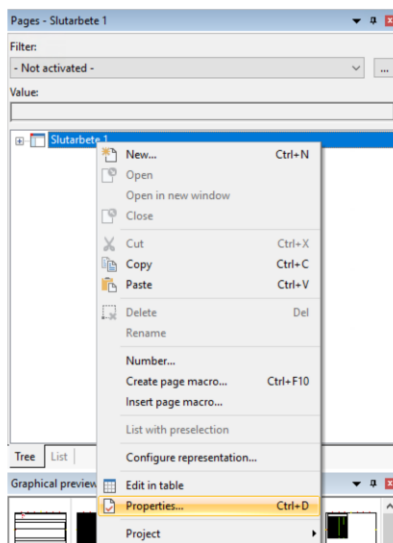 Pages - Slutarbete 1
Filter:
- Not activated -
...
Value:
Slutarbete 1
New... Ctrl+N
Open
Open in new window
Close
Cut Ctrl+X
Copy Ctrl+C
Paste Ctrl+V
Delete Del
Rename
Number...
Create page macro... Ctrl+F10
Insert page macro...
List with preselection
Tree List Configure representation...
Graphical preview Edit in table
Properties... Ctrl+D
Project